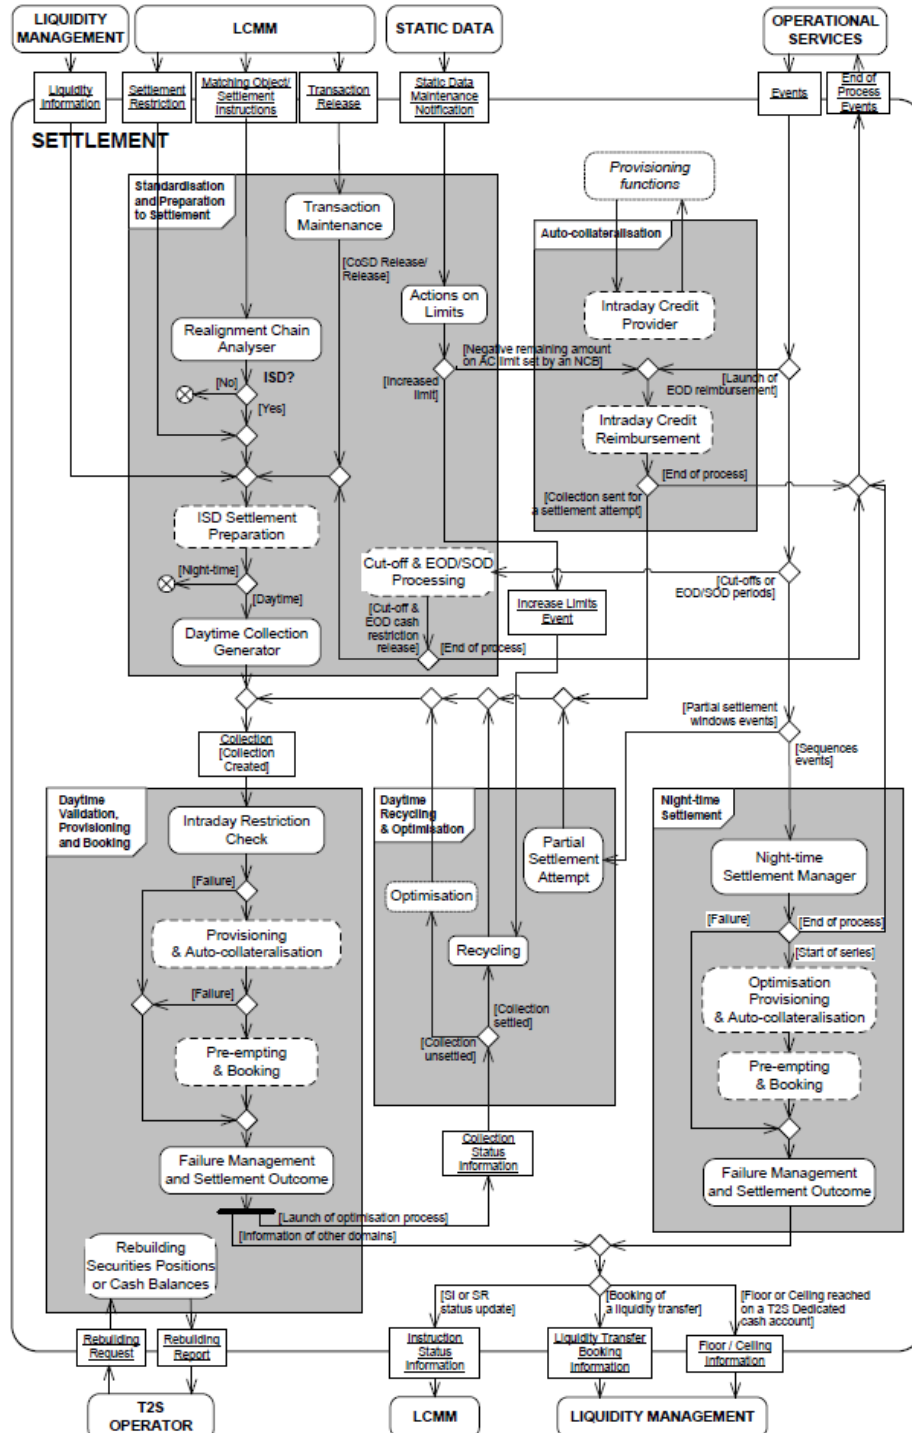 LIQUIDITY
MANAGEMENT
LCMM
STATIC DATA
OPERATIONAL
SERVICES
Liquidity
Information
Settlement
Restriction
Matching Object/
Settlement
Instructions
Transaction
Release
Static Data
Maintenance
Notification
Events
End of
Process
Events
SETTLEMENT
Standardisation
and Preparation
to Settlement
Transaction
Maintenance
[CoSD Release/
Release]
Provisioning
functions
Auto-collateralisation
Intraday Credit
Provider
Actions on
Limits
Realignment Chain
Analyser
[Negative remaining amount
on AC limit set by an NCB]
[Increased
limit]
[Launch of
EOD reimbursement]
ISD?
[No]
[Yes]
Intraday Credit
Reimbursement
[End of process]
[Collection sent for
a settlement attempt]
ISD Settlement
Preparation
[Night-time]
[Daytime]
Cut-off & EOD/SOD
Processing
[Cut-offs or
EOD/SOD periods]
Increase Limits
Event
[Cut-off &
EOD cash
restriction
release]
[End of process]
Daytime Collection
Generator
[Partial settlement
windows events]
[Sequences
events]
Collection
[Collection
Created]
Daytime
Validation,
Provisioning
and Booking
Intraday Restriction
Check
[Failure]
Provisioning
& Auto-collateralisation
[Failure]
Pre-empting
& Booking
Failure Management
and Settlement Outcome
[Launch of optimisation process]
[Information of other domains]
Rebuilding
Securities Positions
or Cash Balances
Daytime
Recycling
& Optimisation
Partial
Settlement
Attempt
Optimisation
Recycling
[Collection
settled]
[Collection
unsettled]
Collection
Status
Information
Night-time
Settlement
Night-time
Settlement Manager
[Failure]
[End of process]
[Start of series]
Optimisation
Provisioning
& Auto-collateralisation
Pre-empting
& Booking
Failure Management
and Settlement Outcome
[SI or SR
status update]
[Booking of
a liquidity transfer]
[Floor or Ceiling reached
on a T2S Dedicated
cash account]
Rebuilding
Request
Rebuilding
Report
Instruction
Status
Information
Liquidity Transfer
Booking
Information
Floor / Ceiling
Information
T2S
OPERATOR
LCMM
LIQUIDITY MANAGEMENT